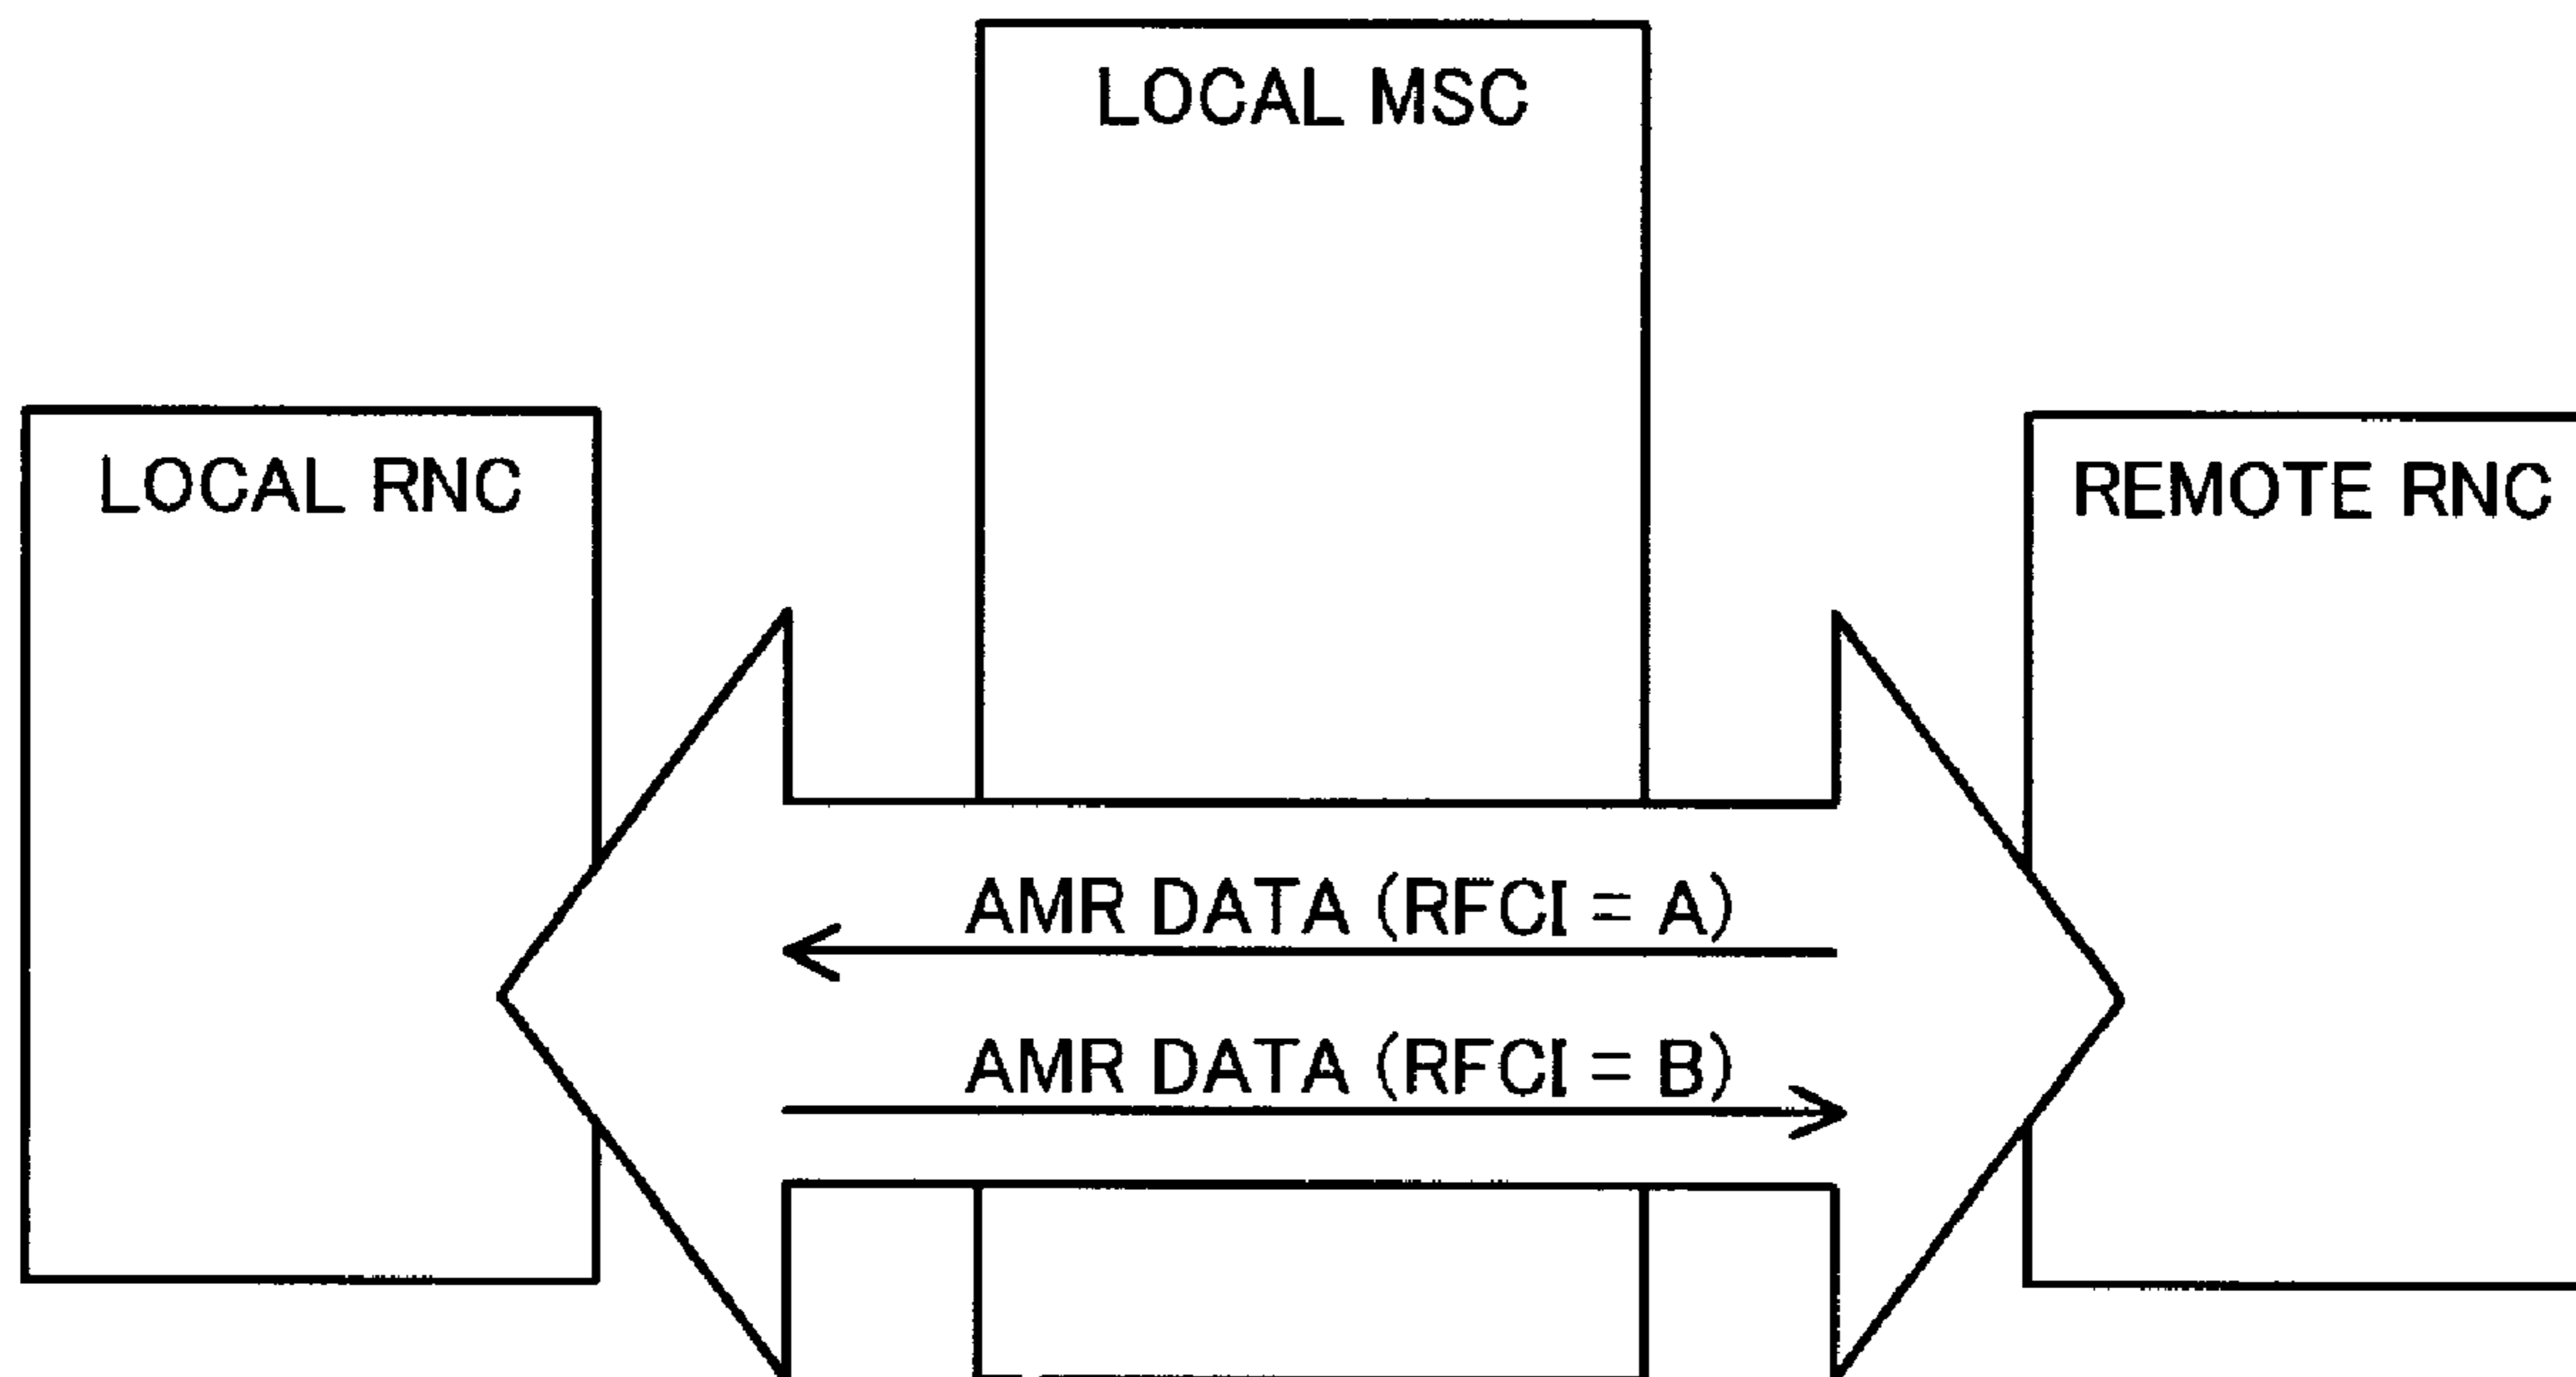 LOCAL MSC
LOCAL RNC
REMOTE RNC
AMR DATA (RFCI = A)
AMR DATA (RFCI = B)